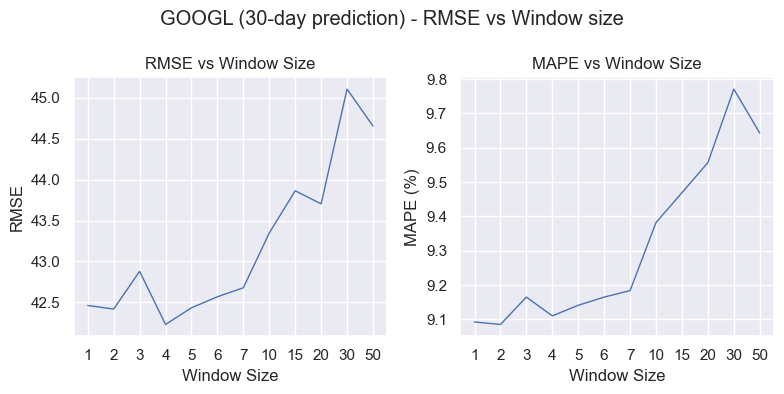 GOOGL (30-day prediction) - RMSE vs Window size
RMSE vs Window Size
45.0
44.5
44.0
43.5
43.0
42.5
RMSE
1 2 3 4 5 6 7 10 15 20 30 50
Window Size
MAPE vs Window Size
9.8
9.7
9.6
9.5
9.4
9.3
9.2
9.1
MAPE (%)
1 2 3 4 5 6 7 10 15 20 30 50
Window Size